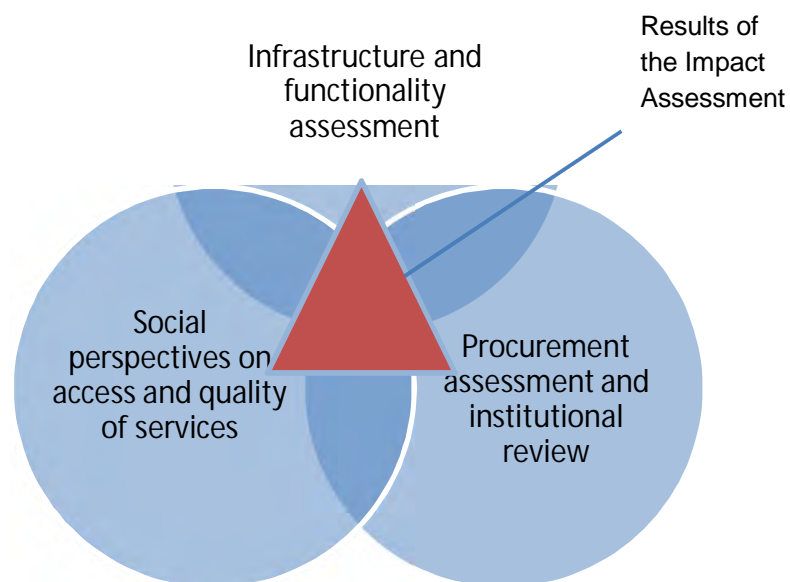 Infrastructure and
functionality
assessment
Results of
the Impact
Assessment
Social
perspectives on
access and quality
of services
Procurement
assessment and
institutional
review